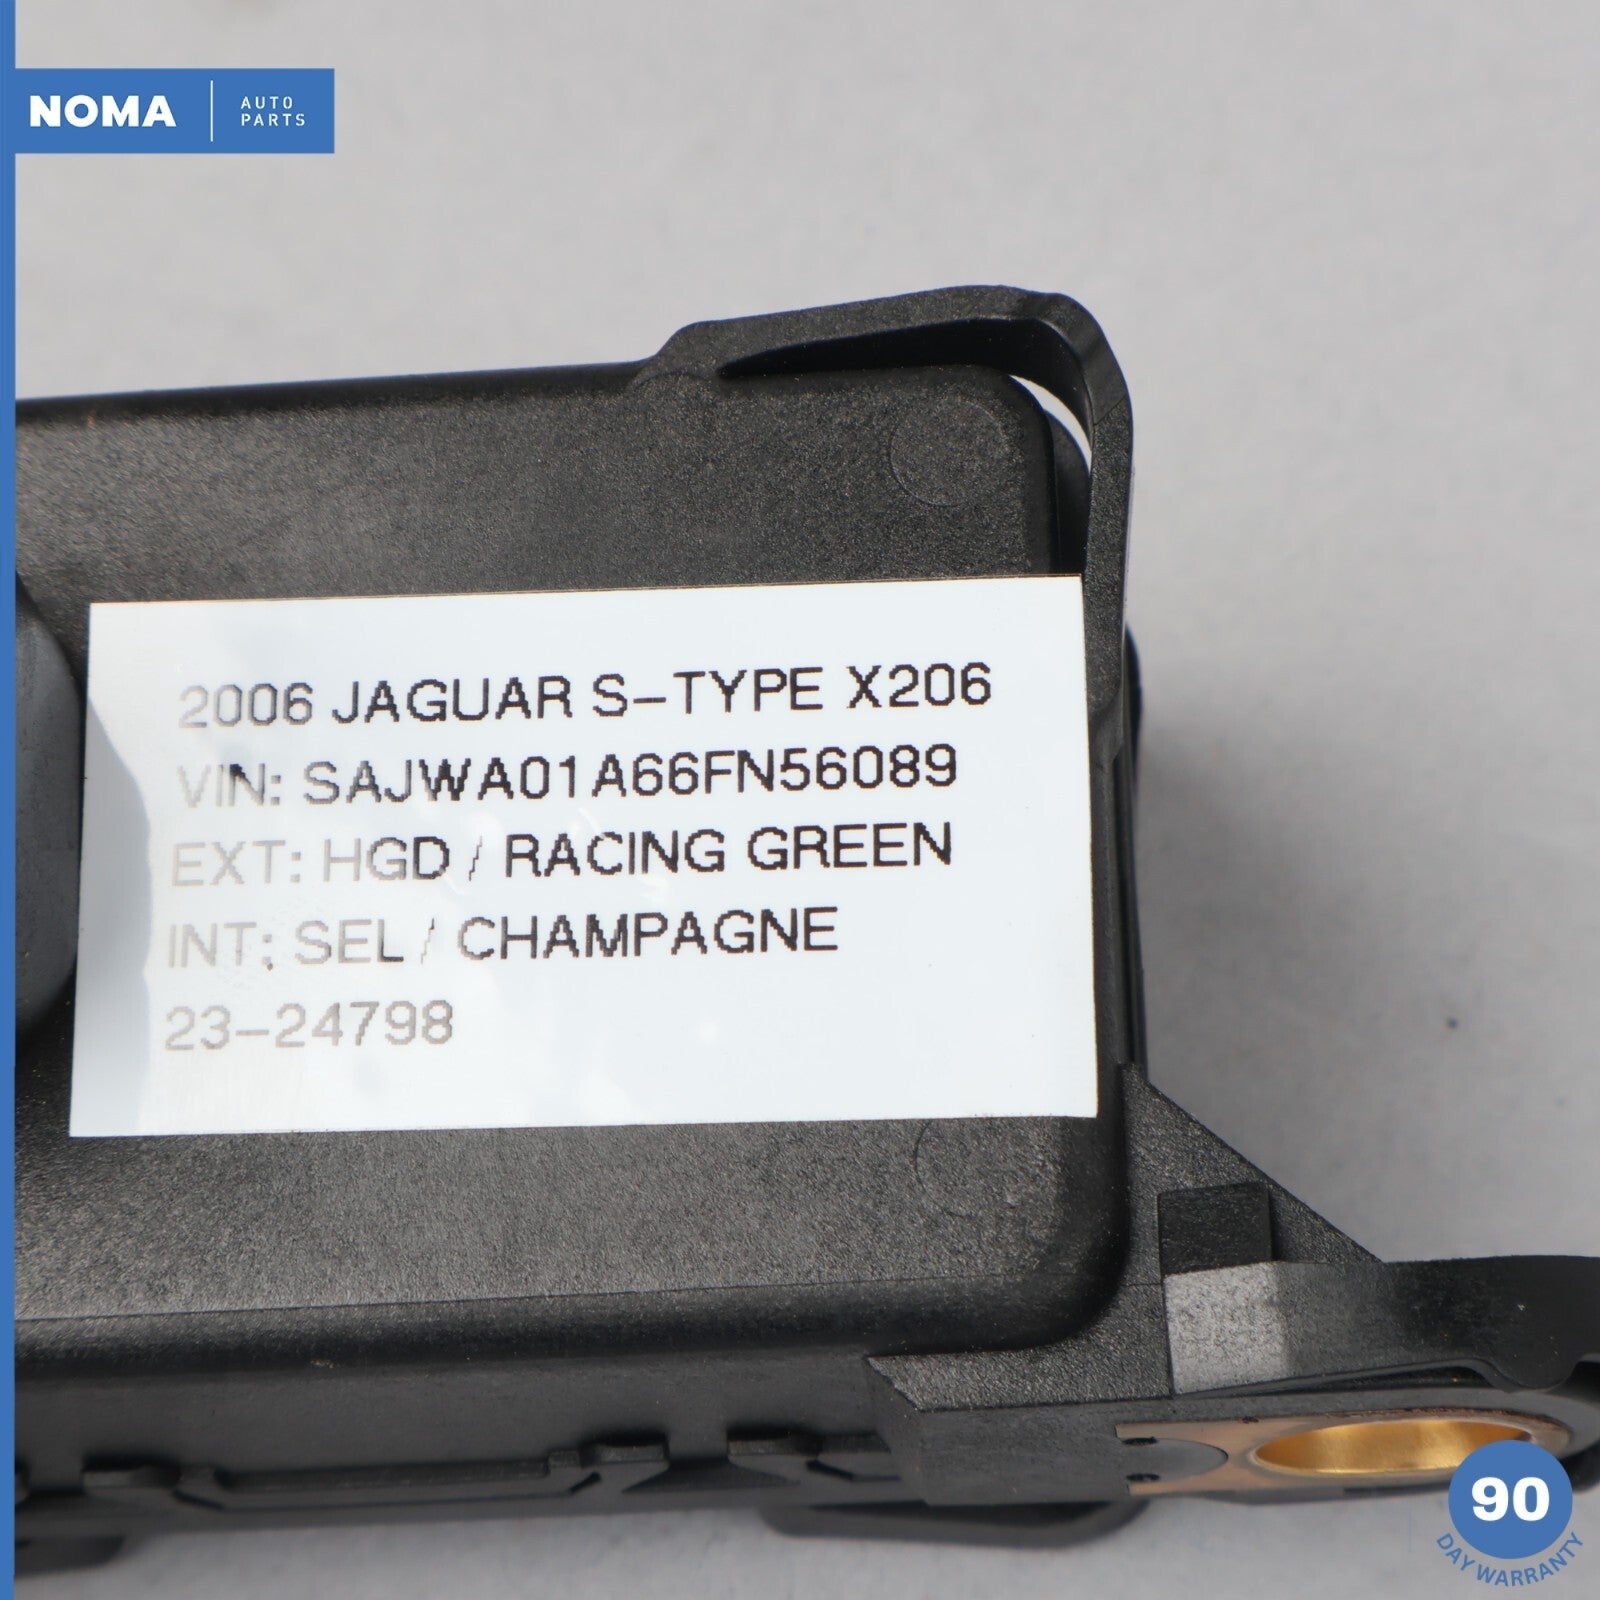 NOMA
AUTO
PARTS
2006 JAGUAR S-TYPE X206
VIN: SAJWA01A66FN56089
EXT: HGD / RACING GREEN
INT: SEL / CHAMPAGNE
23-24798
90
DAY WARRANTY